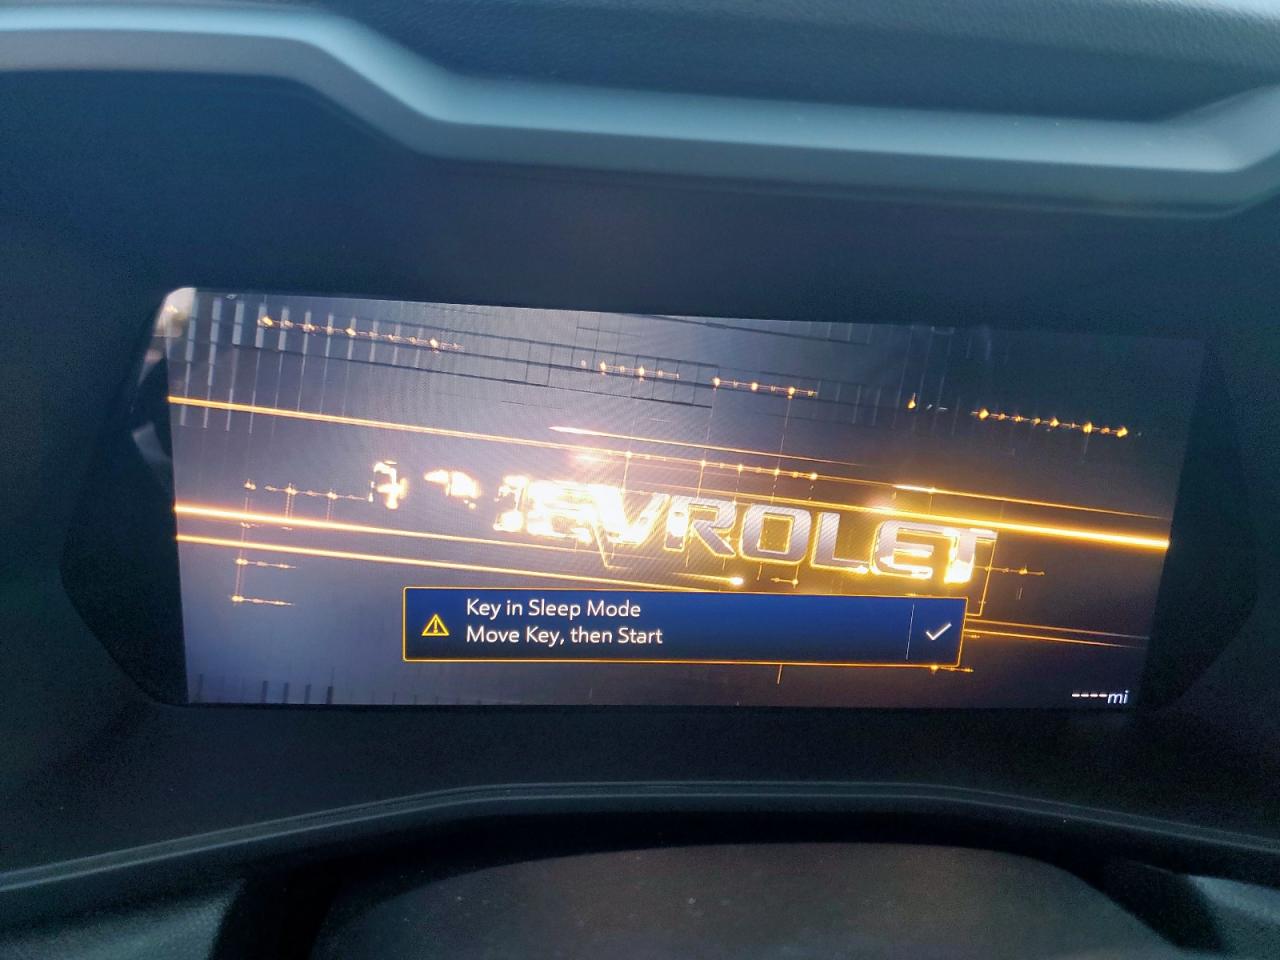 EVROLET
Key in Sleep Mode
Move Key, then Start
----mi